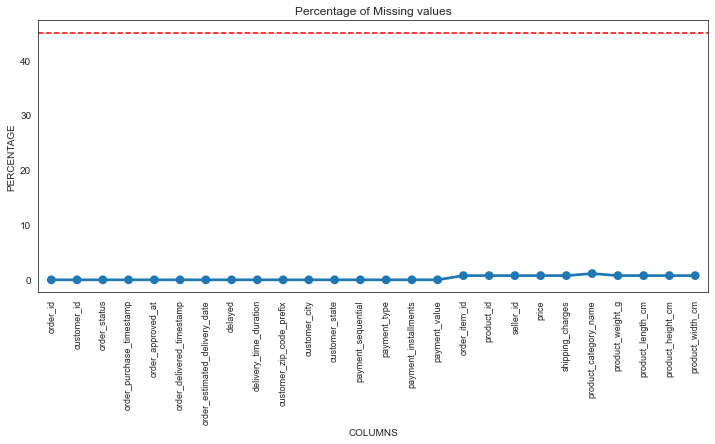 Percentage of Missing values
PERCENTAGE
40
30
20
10
0
order_id
customer_id
order_status
order_purchase_timestamp
order_approved_at
order_delivered_timestamp
order_estimated_delivery_date
delayed
delivery_time_duration
customer_zip_code_prefix
customer_city
customer_state
payment_sequential
payment_type
payment_installments
payment_value
order_item_id
product_id
seller_id
price
shipping_charges
product_category_name
product_weight_g
product_length_cm
product_height_cm
product_width_cm
COLUMNS